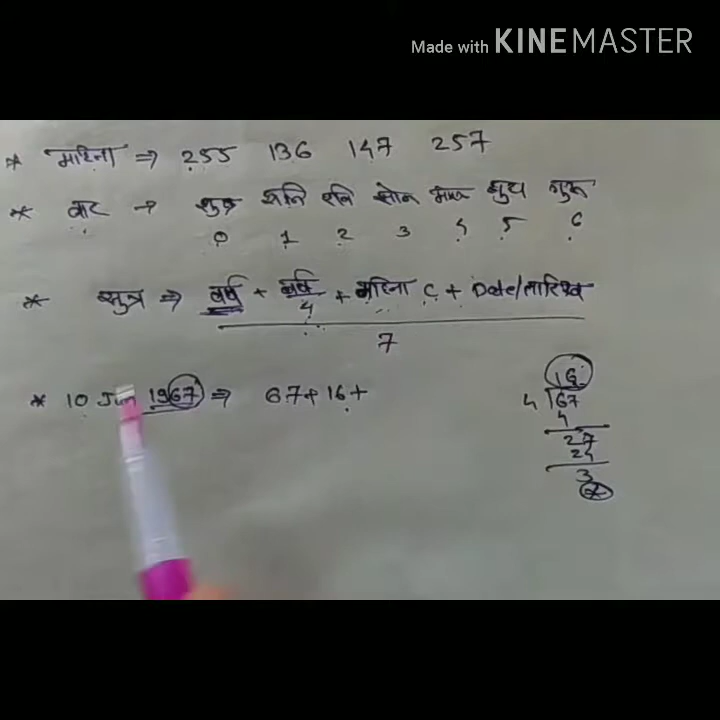 Made with KINEMASTER
* महिना ⇒ 255 136 147 257
* वार → शुक्र शनि रवि सोम मंगल बुध गुरू
0 1 2 3 4 5 6
* सुत्र ⇒ वर्ष + वर्ष/4 + महिना C + Date/तारिख
7
* 10 Jun 1967 ⇒ 67+16+
16
4 67
4
27
24
3